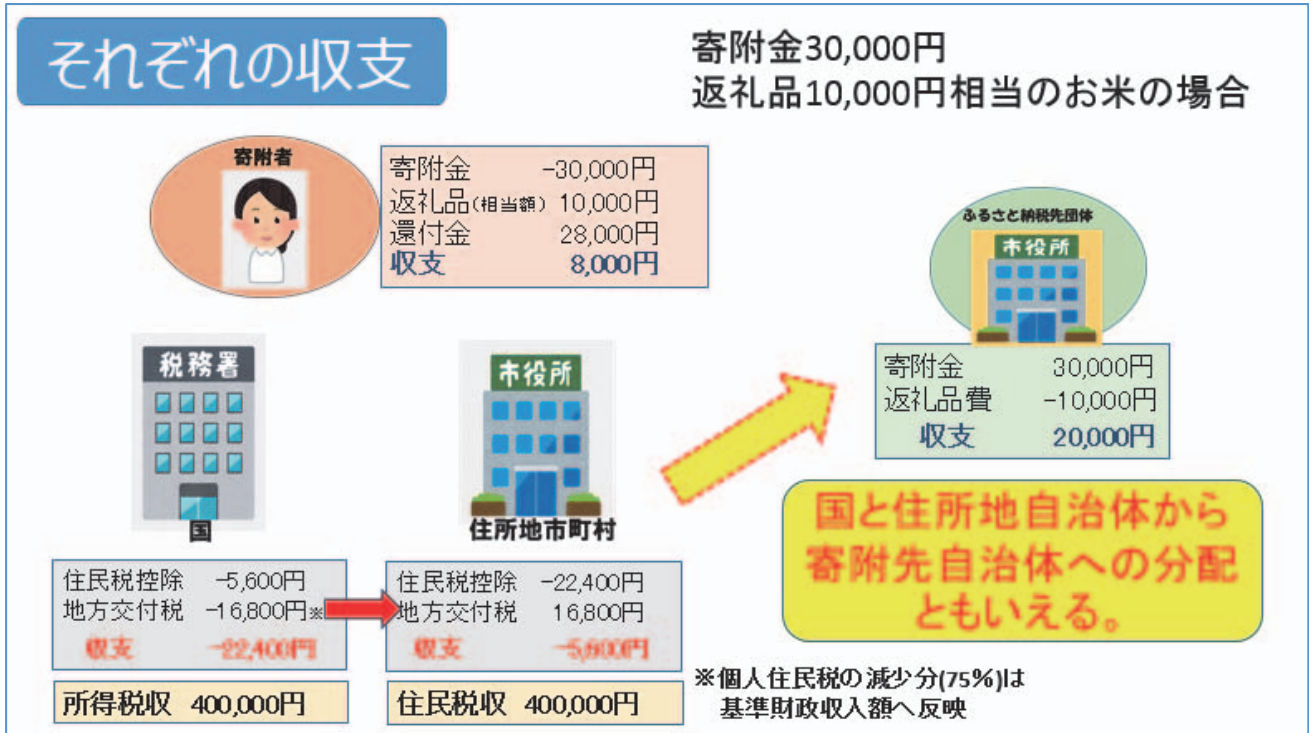 それぞれの収支
寄附金30,000円
返礼品10,000円相当のお米の場合
寄附者
寄附金 -30,000円
返礼品(相当額) 10,000円
還付金 28,000円
収支 8,000円
ふるさと納税先団体
市役所
寄附金 30,000円
返礼品費 -10,000円
収支 20,000円
税務署
国
市役所
住所地市町村
住民税控除 -5,600円
地方交付税 -16,800円※
収支 -22,400円
所得税収 400,000円
住民税控除 -22,400円
地方交付税 16,800円
収支 -5,600円
住民税収 400,000円
国と住所地自治体から
寄附先自治体への分配
ともいえる。
※個人住民税の減少分(75%)は
基準財政収入額へ反映